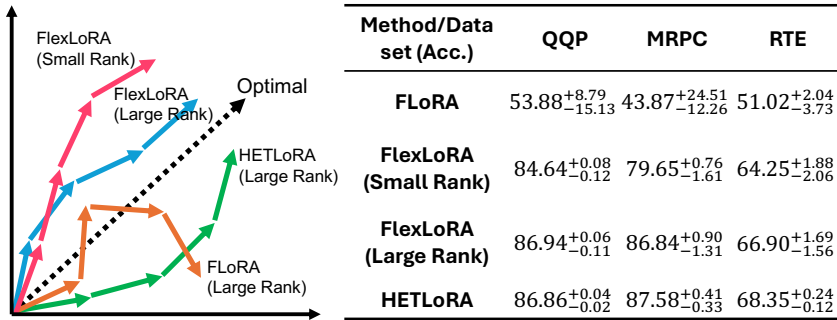 FlexLoRA
(Small Rank)
FlexLoRA
(Large Rank)
Optimal
HETLoRA
(Large Rank)
FLoRA
(Large Rank)
Method/Data set (Acc.) QQP MRPC RTE
FLoRA 53.88+8.79−15.13 43.87+24.51−12.26 51.02+2.04−3.73
FlexLoRA (Small Rank) 84.64+0.08−0.12 79.65+0.76−1.61 64.25+1.88−2.06
FlexLoRA (Large Rank) 86.94+0.06−0.11 86.84+0.90−1.31 66.90+1.69−1.56
HETLoRA 86.86+0.04−0.02 87.58+0.41−0.33 68.35+0.24−0.12